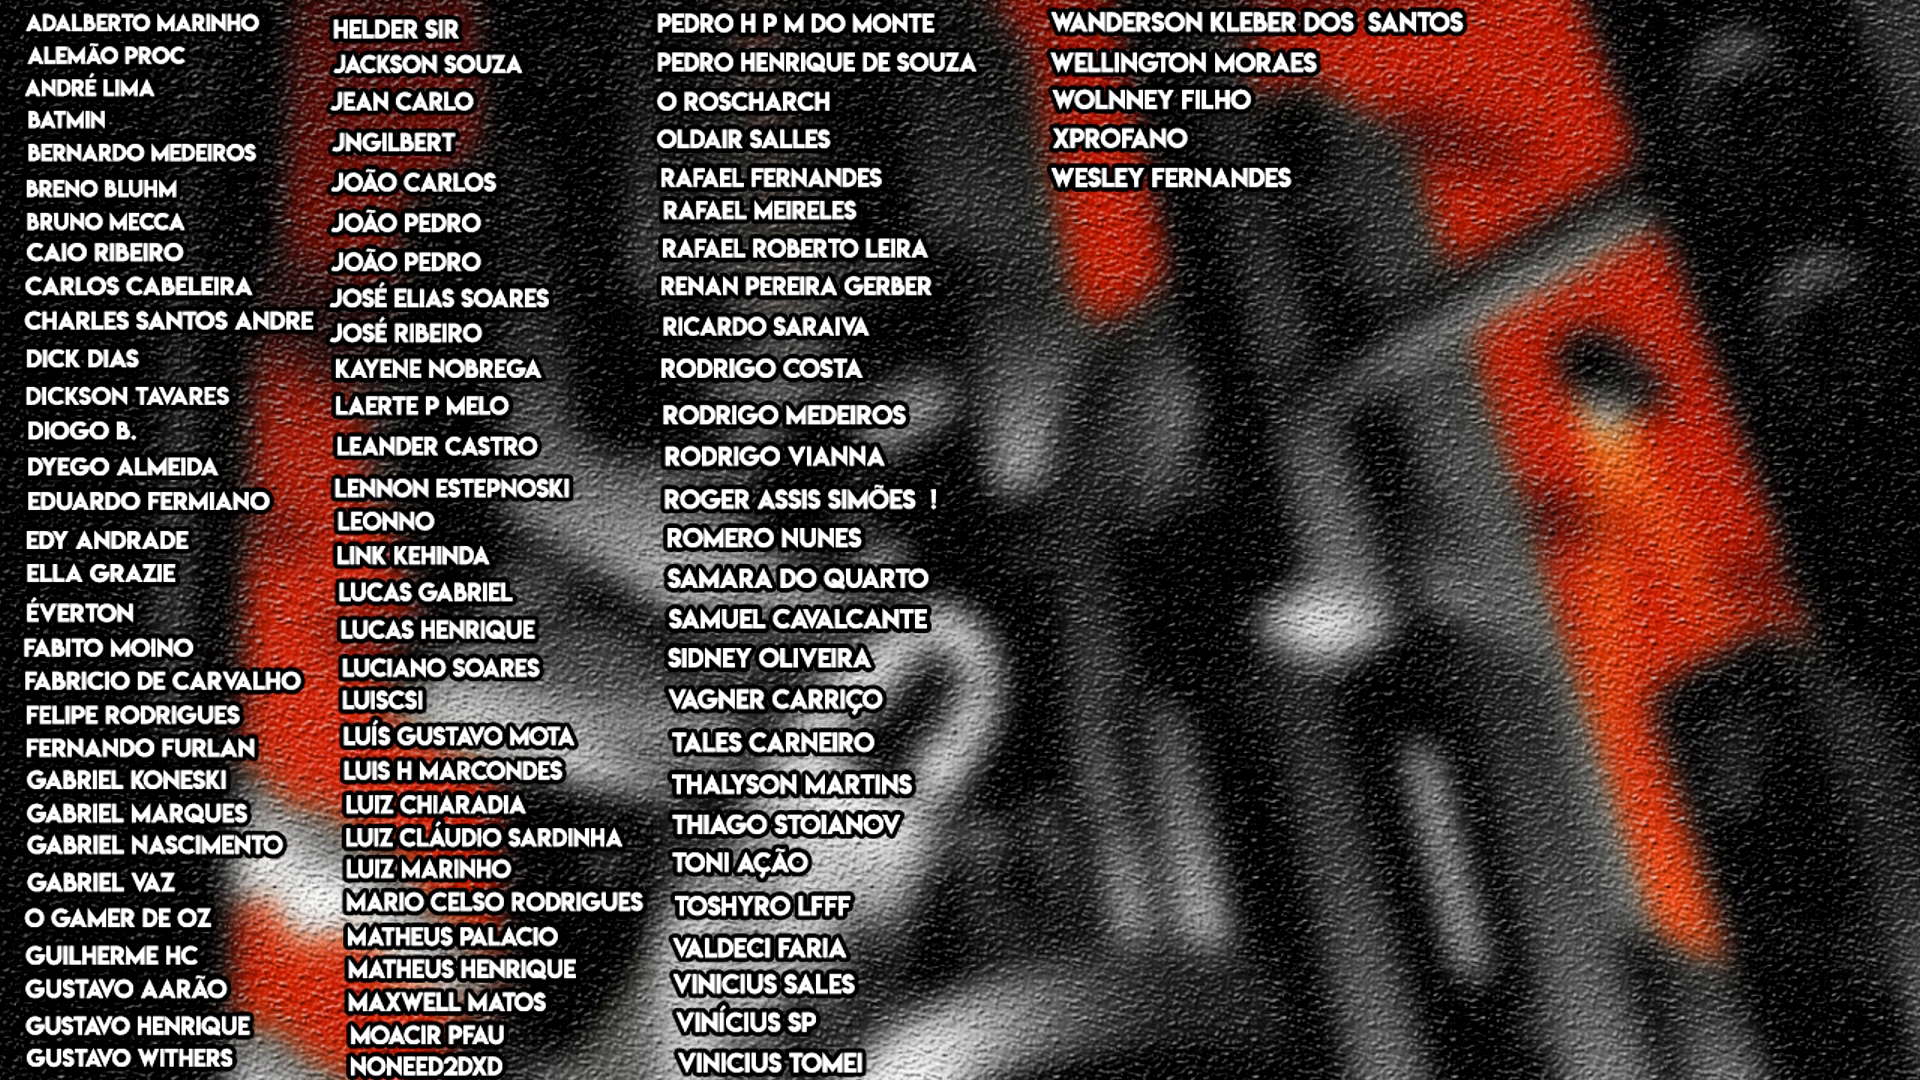 ADALBERTO MARINHO
ALEMÃO PROC
ANDRÉ LIMA
BATMIN
BERNARDO MEDEIROS
BRENO BLUHM
BRUNO MECCA
CAIO RIBEIRO
CARLOS CABELEIRA
CHARLES SANTOS ANDRE
DICK DIAS
DICKSON TAVARES
DIOGO B.
DYEGO ALMEIDA
EDUARDO FERMIANO
EDY ANDRADE
ELLA GRAZIE
ÉVERTON
FABITO MOINO
FABRICIO DE CARVALHO
FELIPE RODRIGUES
FERNANDO FURLAN
GABRIEL KONESKI
GABRIEL MARQUES
GABRIEL NASCIMENTO
GABRIEL VAZ
O GAMER DE OZ
GUILHERME HC
GUSTAVO AARÃO
GUSTAVO HENRIQUE
GUSTAVO WITHERS
HELDER SIR
JACKSON SOUZA
JEAN CARLO
JNGILBERT
JOÃO CARLOS
JOÃO PEDRO
JOÃO PEDRO
JOSÉ ELIAS SOARES
JOSÉ RIBEIRO
KAYENE NOBREGA
LAERTE P MELO
LEANDER CASTRO
LENNON ESTEPNOSKI
LEONNO
LINK KEHINDA
LUCAS GABRIEL
LUCAS HENRIQUE
LUCIANO SOARES
LUISCSI
LUÍS GUSTAVO MOTA
LUIS H MARCONDES
LUIZ CHIARADIA
LUIZ CLÁUDIO SARDINHA
LUIZ MARINHO
MARIO CELSO RODRIGUES
MATHEUS PALACIO
MATHEUS HENRIQUE
MAXWELL MATOS
MOACIR PFAU
NONEED2DXD
PEDRO H P M DO MONTE
PEDRO HENRIQUE DE SOUZA
O ROSCHARCH
OLDAIR SALLES
RAFAEL FERNANDES
RAFAEL MEIRELES
RAFAEL ROBERTO LEIRA
RENAN PEREIRA GERBER
RICARDO SARAIVA
RODRIGO COSTA
RODRIGO MEDEIROS
RODRIGO VIANNA
ROGER ASSIS SIMÕES !
ROMERO NUNES
SAMARA DO QUARTO
SAMUEL CAVALCANTE
SIDNEY OLIVEIRA
VAGNER CARRIÇO
TALES CARNEIRO
THALYSON MARTINS
THIAGO STOIANOV
TONI AÇÃO
TOSHYRO LFFF
VALDECI FARIA
VINICIUS SALES
VINÍCIUS SP
VINICIUS TOMEI
WANDERSON KLEBER DOS SANTOS
WELLINGTON MORAES
WOLNNEY FILHO
XPROFANO
WESLEY FERNANDES